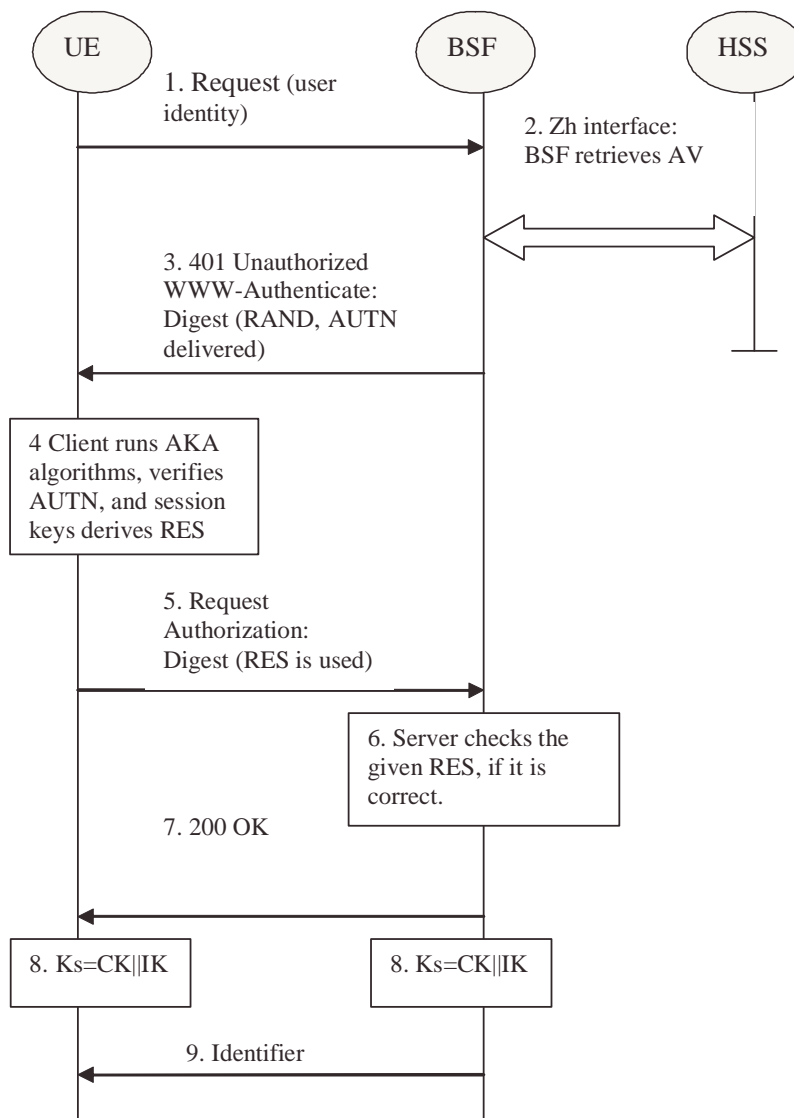 UE
BSF
HSS
1. Request (user
identity)
2. Zh interface:
BSF retrieves AV
3. 401 Unauthorized
WWW-Authenticate:
Digest (RAND, AUTN
delivered)
4 Client runs AKA
algorithms, verifies
AUTN, and session
keys derives RES
5. Request
Authorization:
Digest (RES is used)
6. Server checks the
given RES, if it is
correct.
7. 200 OK
8. Ks=CK||IK
8. Ks=CK||IK
9. Identifier